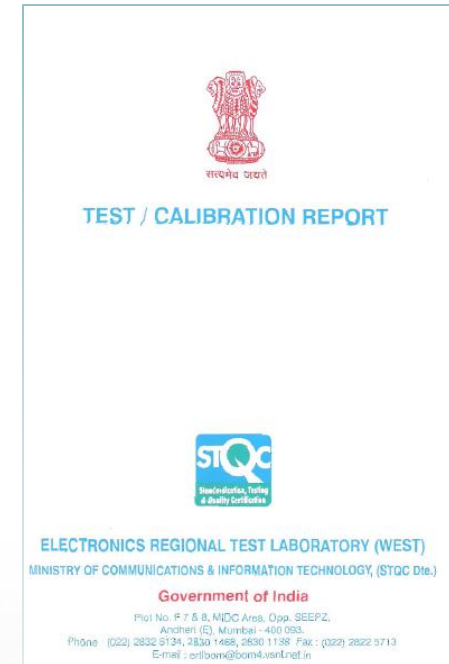 सत्यमेव जयते
TEST / CALIBRATION REPORT
STQC
Standardisation, Testing
& Quality Certification
ELECTRONICS REGIONAL TEST LABORATORY (WEST)
MINISTRY OF COMMUNICATIONS & INFORMATION TECHNOLOGY, (STQC Dte.)
Government of India
Plot No. F 7 & 8, MIDC Area, Opp. SEEPZ,
Andheri (E), Mumbai - 400 093.
Phone : (022) 2832 5134, 2830 1468, 2830 1138 Fax : (022) 2822 5713
E-mail : ertlbom@bom4.vsnl.net.in